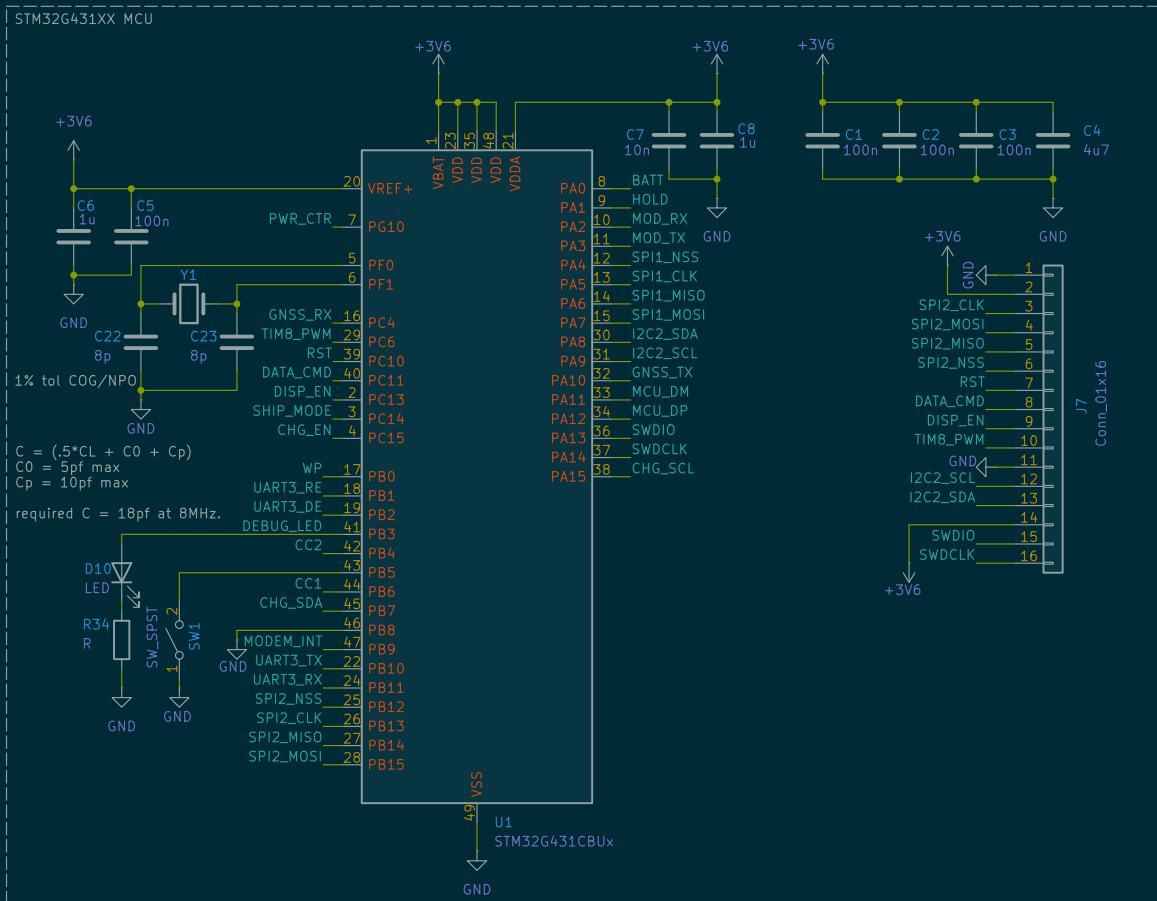 STM32G431XX MCU
+3V6
+3V6
+3V6
+3V6
C6
1u
C5
100n
C7
10n
C8
1u
GND
C1
100n
C2
100n
C3
100n
C4
4u7
GND
GND
1
VBAT
23
VDD
35
VDD
48
VDD
21
VDDA
20
VREF+
PWR_CTR
7
PG10
5
PF0
6
PF1
GNSS_RX
16
PC4
TIM8_PWM
29
PC6
RST
39
PC10
DATA_CMD
40
PC11
DISP_EN
2
PC13
SHIP_MODE
3
PC14
CHG_EN
4
PC15
WP
17
PB0
UART3_RE
18
PB1
UART3_DE
19
PB2
DEBUG_LED
41
PB3
CC2
42
PB4
43
PB5
CC1
44
PB6
CHG_SDA
45
PB7
46
PB8
GND
MODEM_INT
47
PB9
UART3_TX
22
PB10
UART3_RX
24
PB11
SPI2_NSS
25
PB12
SPI2_CLK
26
PB13
SPI2_MISO
27
PB14
SPI2_MOSI
28
PB15
PA0
8
BATT
PA1
9
HOLD
PA2
10
MOD_RX
PA3
11
MOD_TX
PA4
12
SPI1_NSS
PA5
13
SPI1_CLK
PA6
14
SPI1_MISO
PA7
15
SPI1_MOSI
PA8
30
I2C2_SDA
PA9
31
I2C2_SCL
PA10
32
GNSS_TX
PA11
33
MCU_DM
PA12
34
MCU_DP
PA13
36
SWDIO
PA14
37
SWDCLK
PA15
38
CHG_SCL
VSS
49
GND
U1
STM32G431CBUx
Y1
C22
8p
C23
8p
1% tol COG/NPO
GND
C = (.5*CL + C0 + Cp)
C0 = 5pf max
Cp = 10pf max
required C = 18pf at 8MHz.
D10
LED
R34
R
GND
SW_SPST
2
1
SW1
GND
+3V6
GND
1
2
SPI2_CLK
3
SPI2_MOSI
4
SPI2_MISO
5
SPI2_NSS
6
RST
7
DATA_CMD
8
DISP_EN
9
TIM8_PWM
10
GND
11
I2C2_SCL
12
I2C2_SDA
13
14
SWDIO
15
SWDCLK
16
+3V6
J7
Conn_01x16